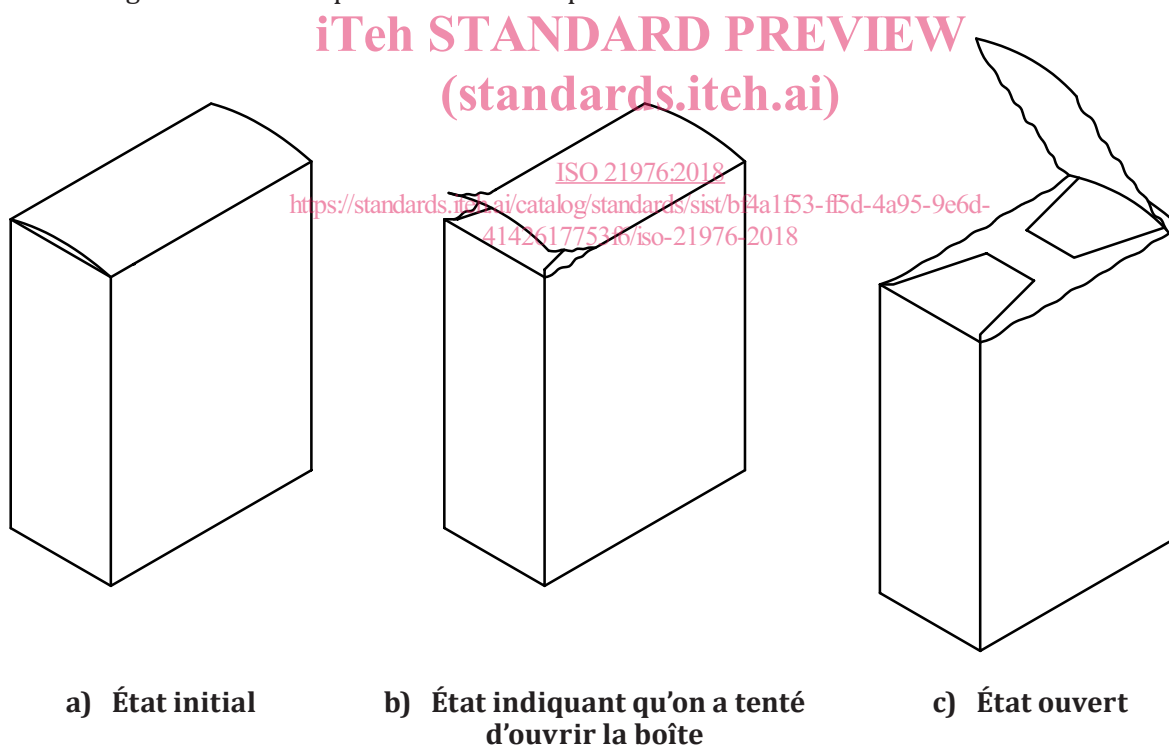 iTeh STANDARD PREVIEW
(standards.iteh.ai)
ISO 21976:2018
https://standards.iteh.ai/catalog/standards/sist/bf4a1f53-ff5d-4a95-9e6d-
4142617753f6/iso-21976-2018
a) État initial
b) État indiquant qu'on a tenté
d'ouvrir la boîte
c) État ouvert